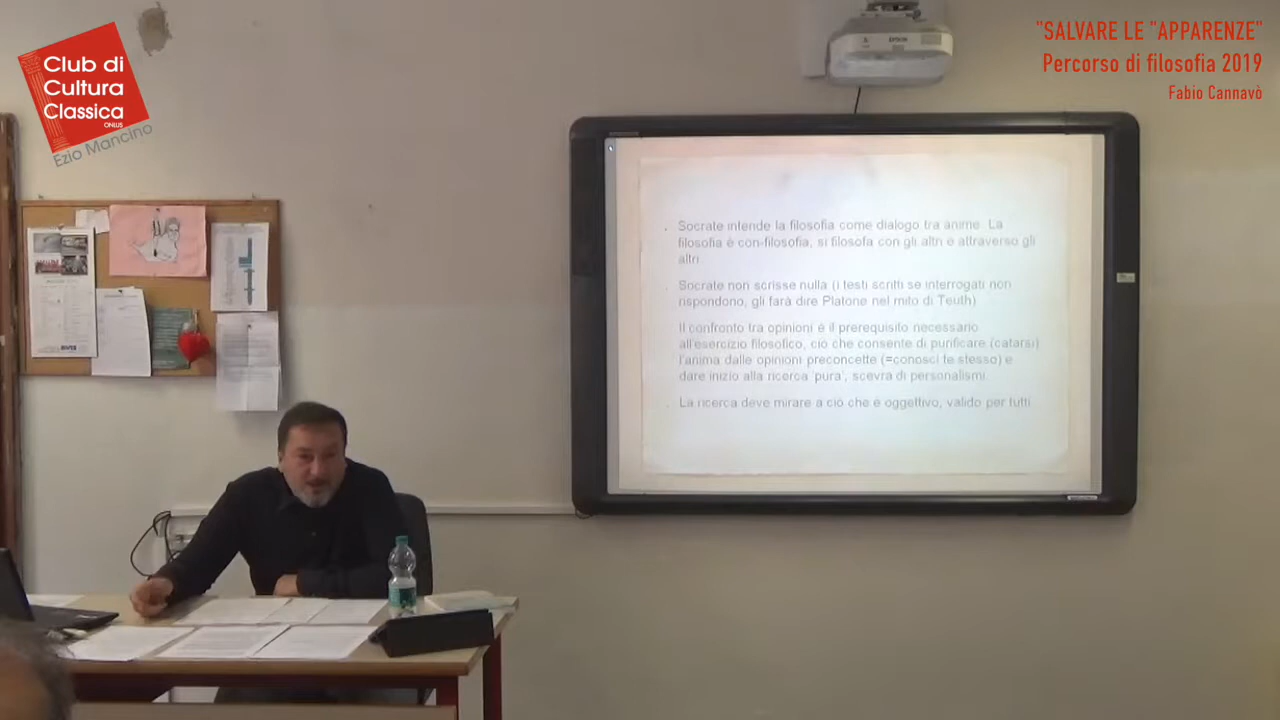 Club di
Cultura
Classica
ONLUS
Ezio Mancino
"SALVARE LE "APPARENZE"
Percorso di filosofia 2019
Fabio Cannavò
EPSON
Socrate intende la filosofia come dialogo tra anime. La
filosofia è con-filosofia, si filosofa con gli altri e attraverso gli
altri.
Socrate non scrisse nulla (i testi scritti se interrogati non
rispondono, gli farà dire Platone nel mito di Teuth)
Il confronto tra opinioni è il prerequisito necessario
all'esercizio filosofico, ciò che consente di purificare (catarsi)
l'anima dalle opinioni preconcette (=conosci te stesso) e
dare inizio alla ricerca 'pura', scevra di personalismi.
La ricerca deve mirare a ciò che è oggettivo, valido per tutti